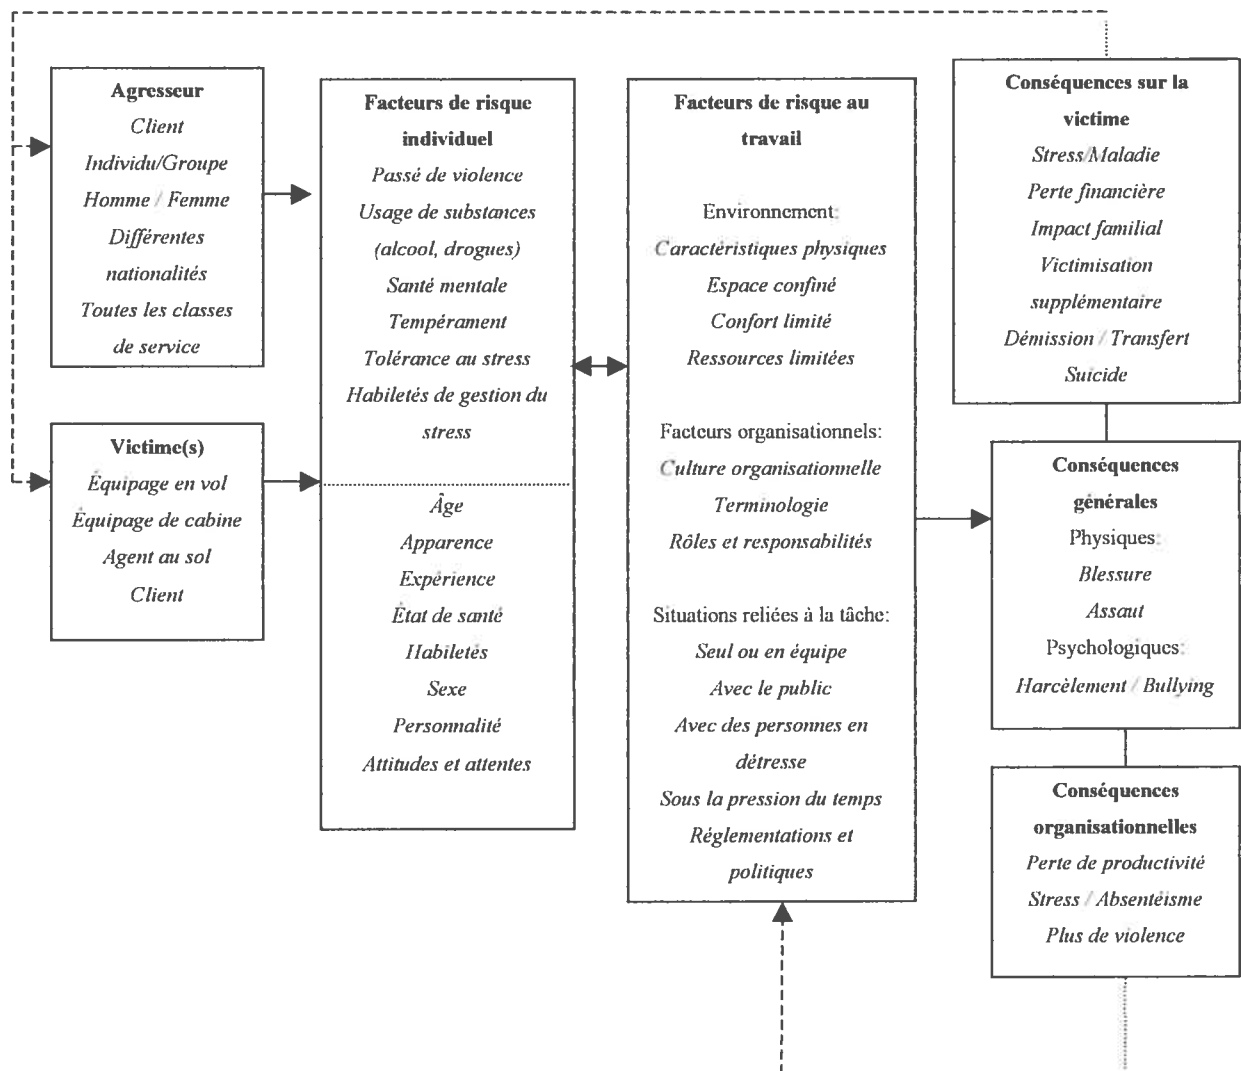 Agresseur
Client
Individu/Groupe
Homme / Femme
Différentes
nationalités
Toutes les classes
de service
Victime(s)
Équipage en vol
Équipage de cabine
Agent au sol
Client
Facteurs de risque
individuel
Passé de violence
Usage de substances
(alcool, drogues)
Santé mentale
Tempérament
Tolérance au stress
Habiletés de gestion du
stress
Âge
Apparence
Expérience
État de santé
Habiletés
Sexe
Personnalité
Attitudes et attentes
Facteurs de risque au
travail
Environnement:
Caractéristiques physiques
Espace confiné
Confort limité
Ressources limitées
Facteurs organisationnels:
Culture organisationnelle
Terminologie
Rôles et responsabilités
Situations reliées à la tâche:
Seul ou en équipe
Avec le public
Avec des personnes en
détresse
Sous la pression du temps
Réglementations et
politiques
Conséquences sur la
victime
Stress/Maladie
Perte financière
Impact familial
Victimisation
supplémentaire
Démission / Transfert
Suicide
Conséquences
générales
Physiques:
Blessure
Assaut
Psychologiques:
Harcèlement / Bullying
Conséquences
organisationnelles
Perte de productivité
Stress / Absentéisme
Plus de violence